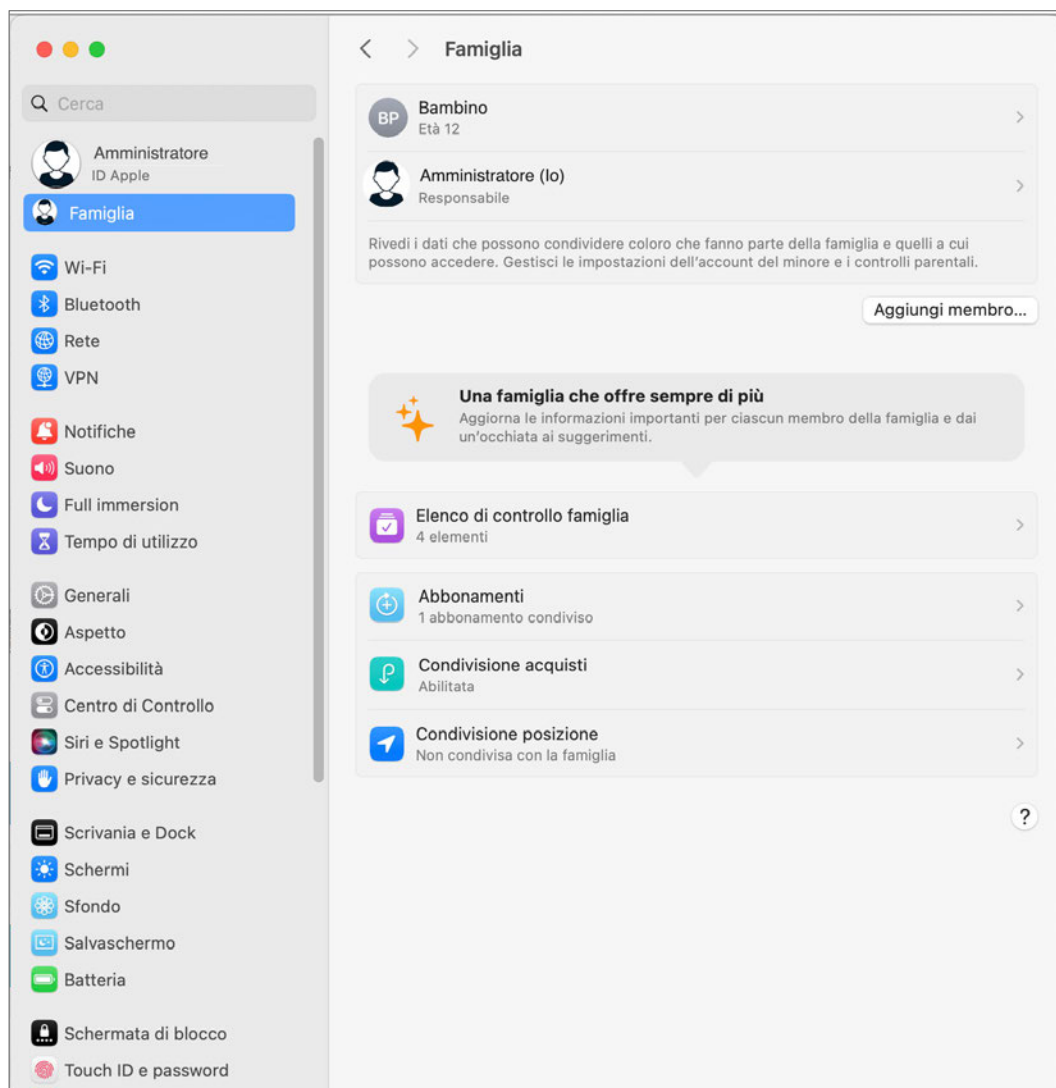 Cerca
Amministratore
ID Apple
Famiglia
Wi-Fi
Bluetooth
Rete
VPN
Notifiche
Suono
Full immersion
Tempo di utilizzo
Generali
Aspetto
Accessibilità
Centro di Controllo
Siri e Spotlight
Privacy e sicurezza
Scrivania e Dock
Schermi
Sfondo
Salvaschermo
Batteria
Schermata di blocco
Touch ID e password
Famiglia
BP
Bambino
Età 12
Amministratore (Io)
Responsabile
Rivedi i dati che possono condividere coloro che fanno parte della famiglia e quelli a cui
possono accedere. Gestisci le impostazioni dell'account del minore e i controlli parentali.
Aggiungi membro...
Una famiglia che offre sempre di più
Aggiorna le informazioni importanti per ciascun membro della famiglia e dai
un'occhiata ai suggerimenti.
Elenco di controllo famiglia
4 elementi
Abbonamenti
1 abbonamento condiviso
Condivisione acquisti
Abilitata
Condivisione posizione
Non condivisa con la famiglia
?